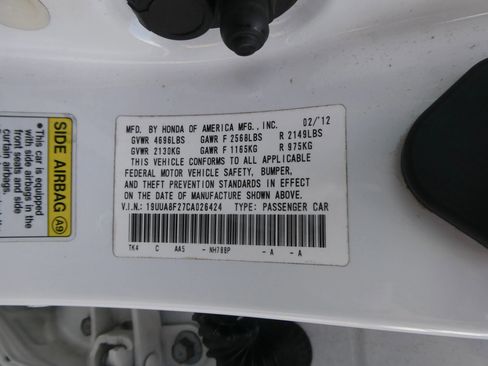 MFD. BY HONDA OF AMERICA MFG., INC. 02/'12
GVWR 4696LBS GAWR F 2568LBS R 2149LBS
GVWR 2130KG GAWR F 1165KG R 975KG
THIS VEHICLE CONFORMS TO ALL APPLICABLE
FEDERAL MOTOR VEHICLE SAFETY, BUMPER,
AND THEFT PREVENTION STANDARDS IN EFFECT
ON THE DATE OF MANUFACTURE SHOWN ABOVE.
V.I.N.: 19UUA8F27CA026424 TYPE: PASSENGER CAR
TK4 C AA5 - NH788P - A - A
SIDE AIRBAG A9
•This car is equipped
with side airbags in
front seats and side
curtain airbags.